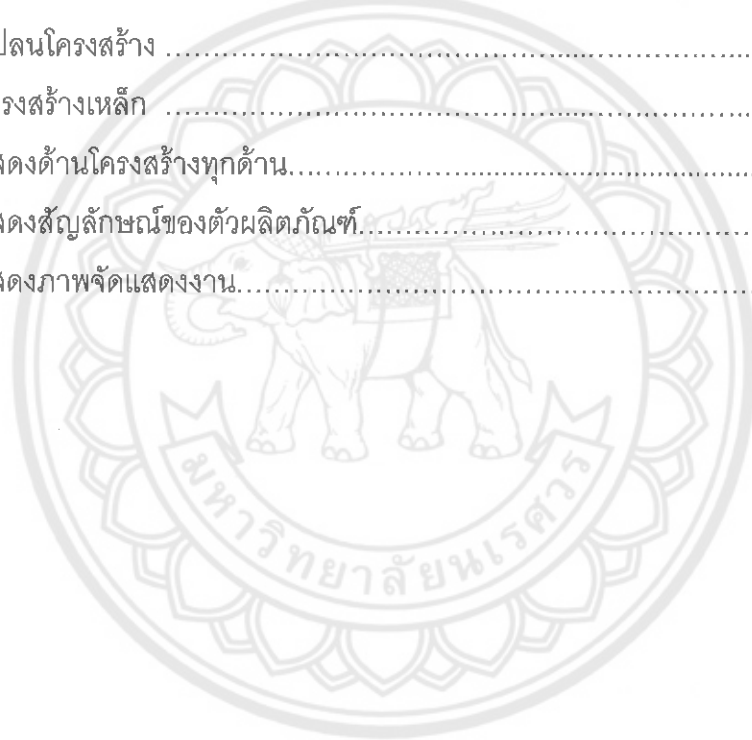 ปลนโครงสร้าง ........................................................................
รงสร้างเหล็ก ........................................................................
สดงด้านโครงสร้างทุกด้าน........................................................
สดงสัญลักษณ์ของตัวผลิตภัณฑ์................................................
สดงภาพจัดแสดงงาน............................................................
มหาวิทยาลัยนเรศวร